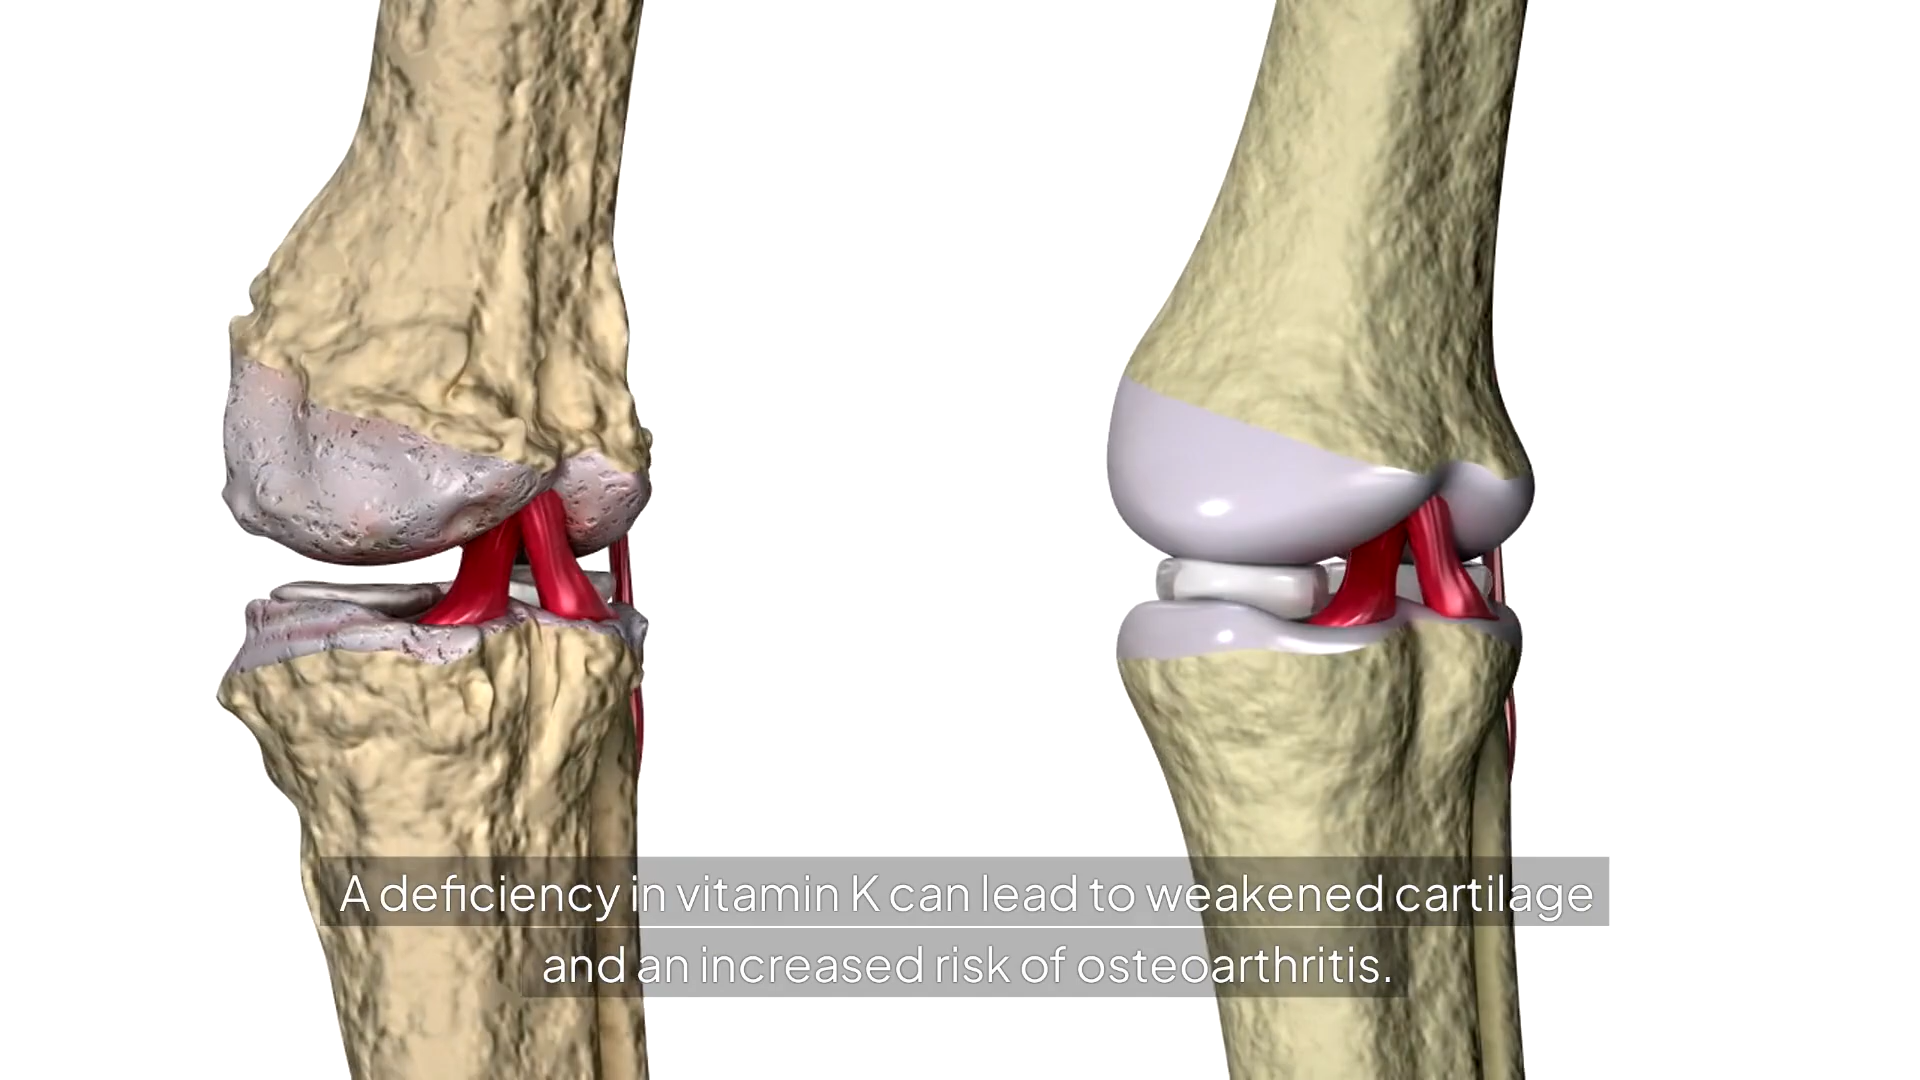 A deficiency in vitamin K can lead to weakened cartilage
and an increased risk of osteoarthritis.